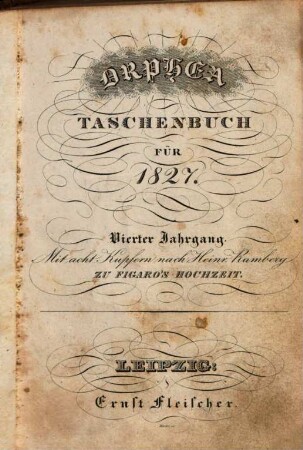 ORPHEA
TASCHENBUCH
FÜR
1827.
Vierter Jahrgang.
Mit acht Kupfern nach Heinr. Ramberg
ZU FIGARO'S HOCHZEIT.
LEIPZIG:
Ernst Fleischer.